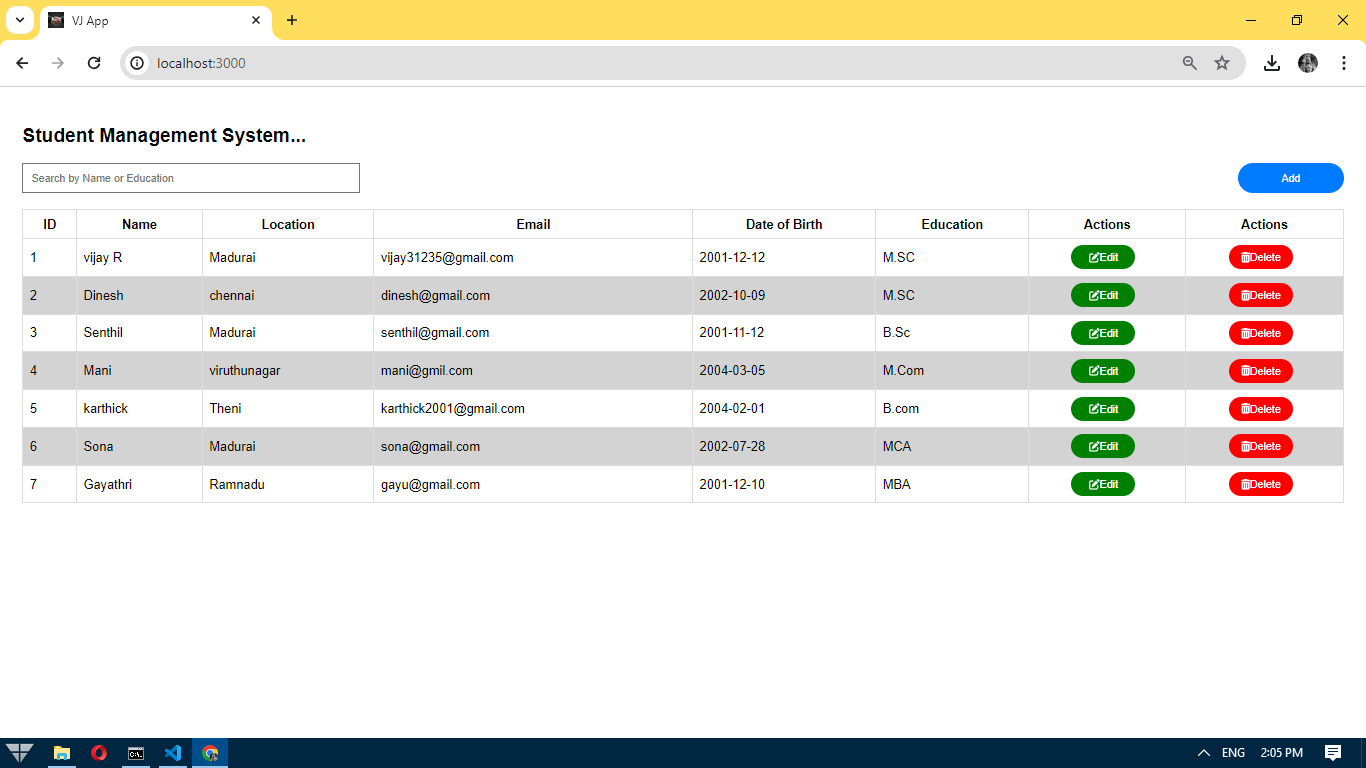 VJ App
localhost:3000
Student Management System...
Search by Name or Education
Add
ID Name Location Email Date of Birth Education Actions Actions
1 vijay R Madurai vijay31235@gmail.com 2001-12-12 M.SC Edit Delete
2 Dinesh chennai dinesh@gmail.com 2002-10-09 M.SC Edit Delete
3 Senthil Madurai senthil@gmail.com 2001-11-12 B.Sc Edit Delete
4 Mani viruthunagar mani@gmil.com 2004-03-05 M.Com Edit Delete
5 karthick Theni karthick2001@gmail.com 2004-02-01 B.com Edit Delete
6 Sona Madurai sona@gmail.com 2002-07-28 MCA Edit Delete
7 Gayathri Ramnadu gayu@gmail.com 2001-12-10 MBA Edit Delete
ENG 2:05 PM